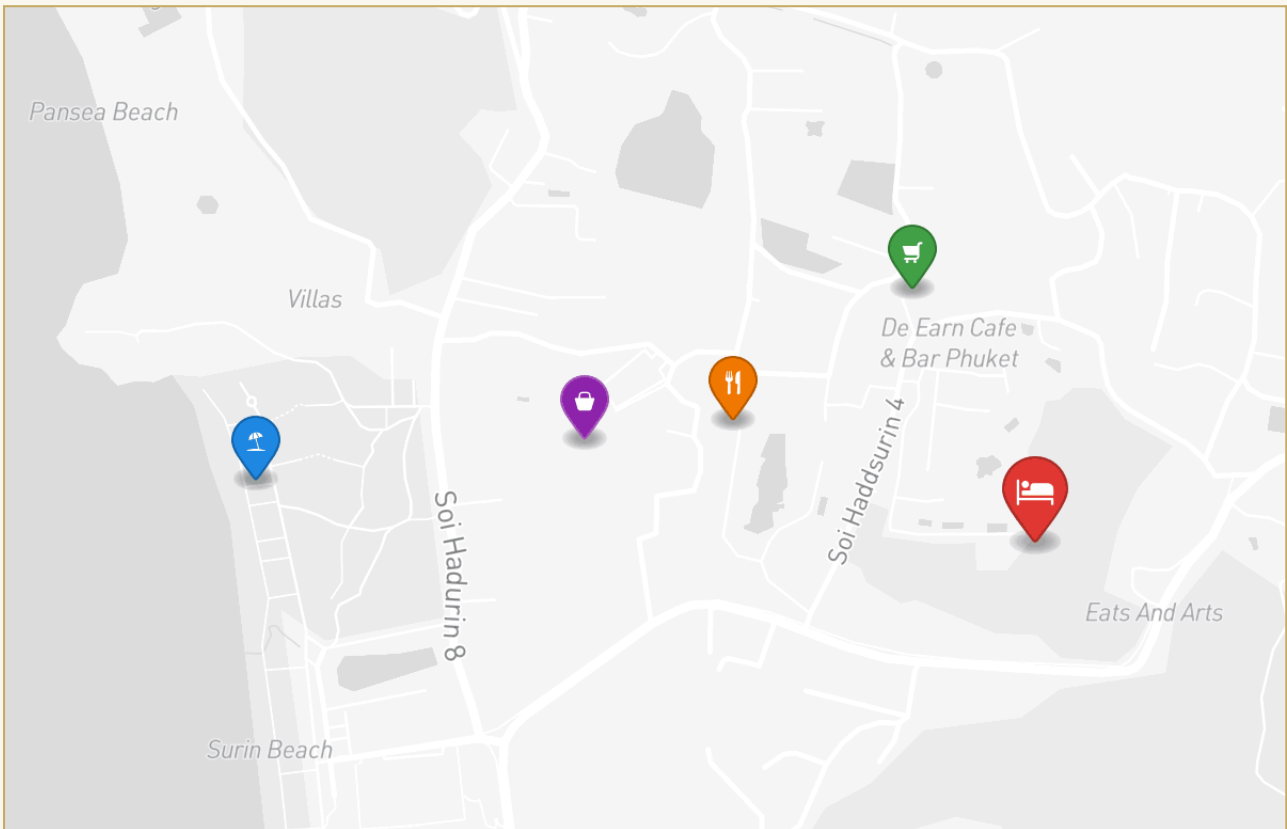 Pansea Beach
Villas
De Earn Cafe
& Bar Phuket
Soi Haddsurin 4
Soi Hadurin 8
Eats And Arts
Surin Beach